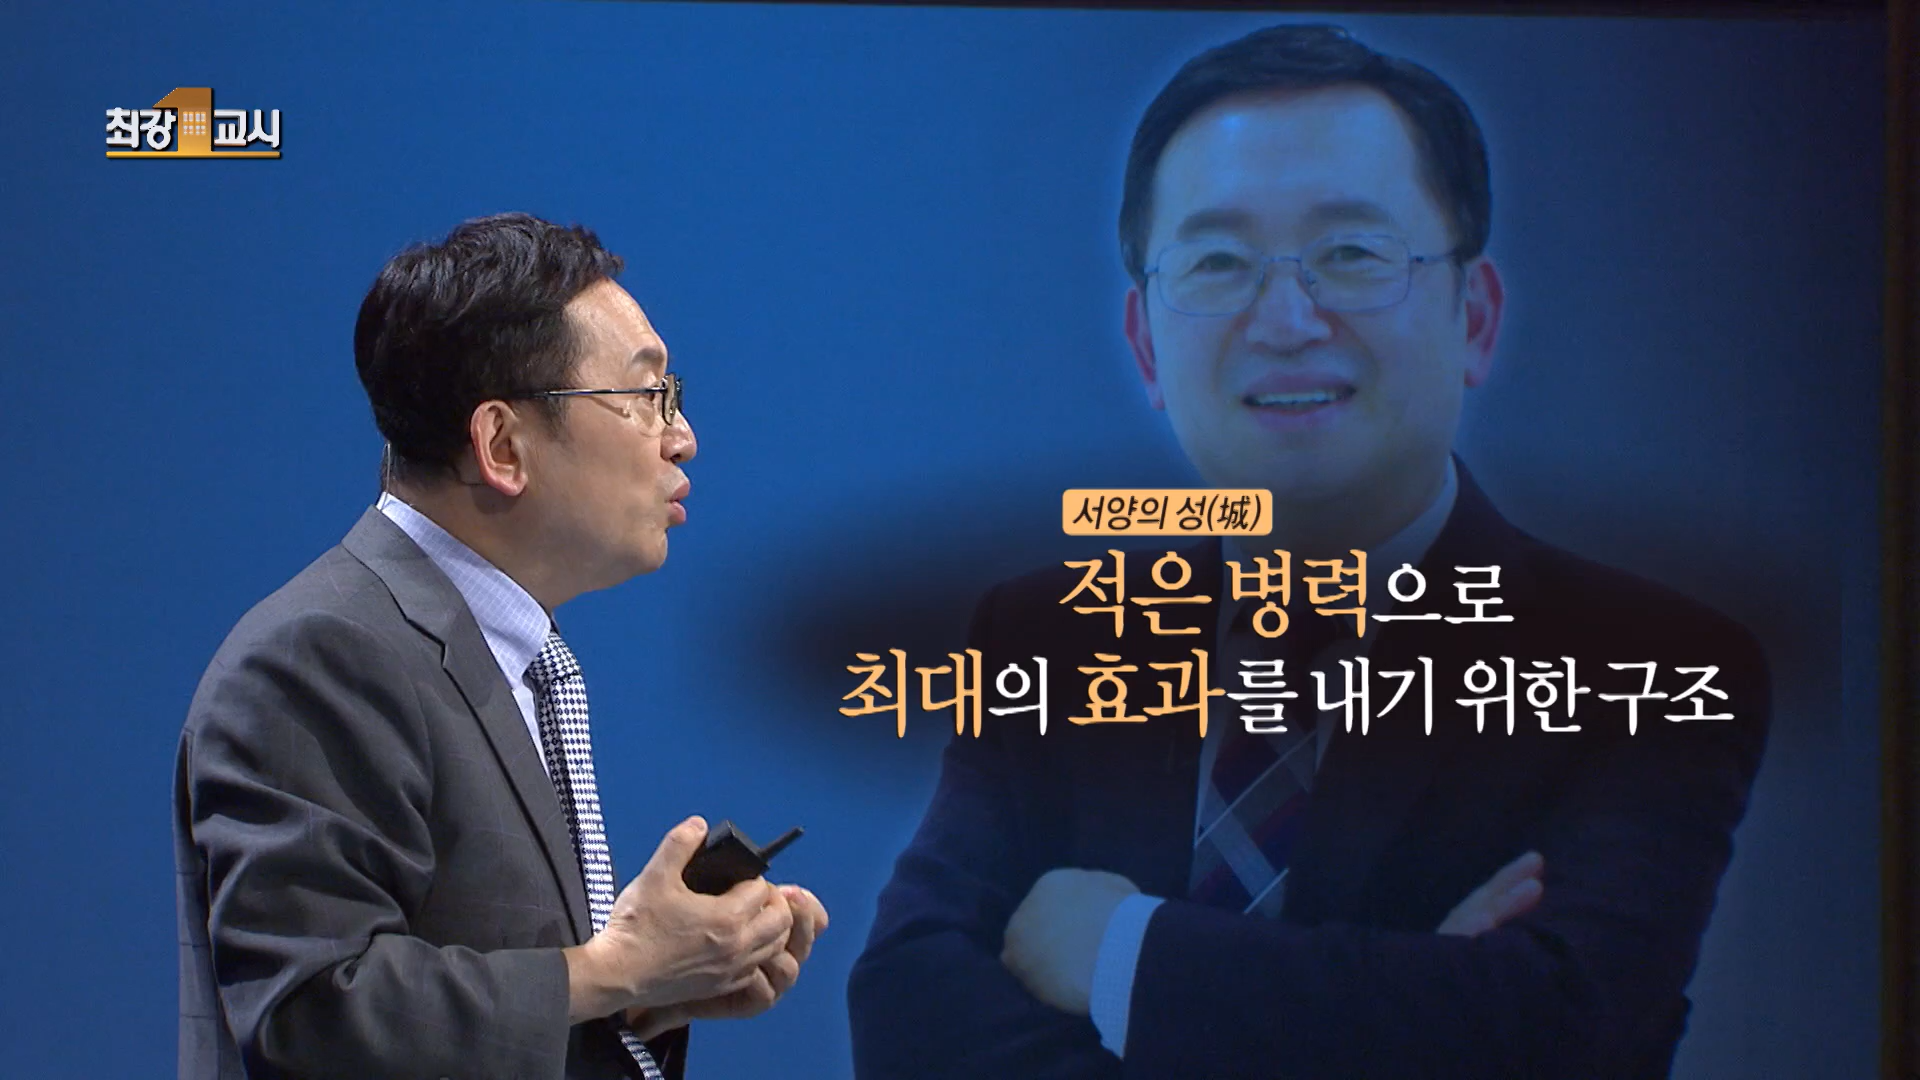 최강1교시
서양의 성(城)
적은 병력으로
최대의 효과를 내기 위한 구조